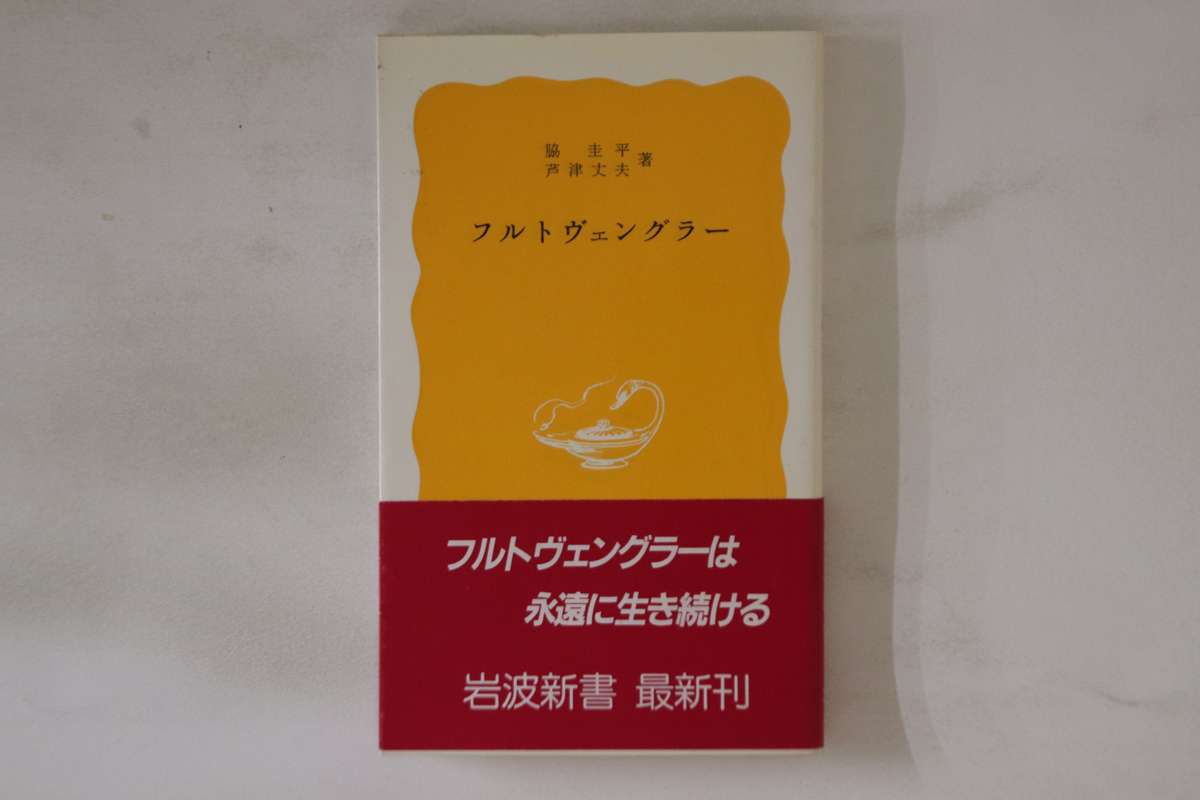 脇圭平
芦津丈夫 著
フルトヴェングラー
フルトヴェングラーは
永遠に生き続ける
岩波新書 最新刊